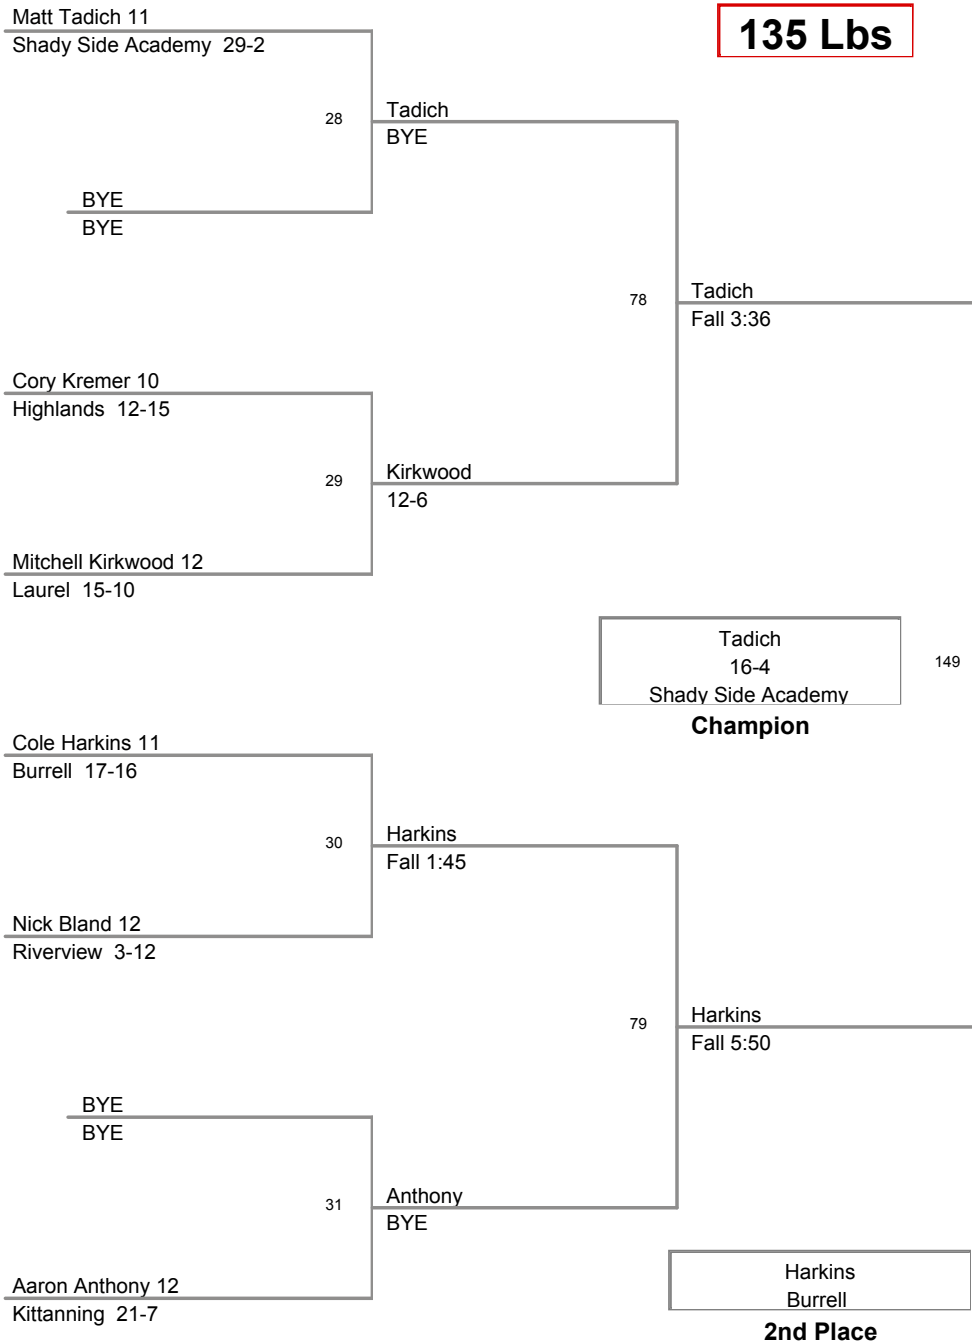 Matt Tadich 11
135 Lbs
Shady Side Academy 29-2
28
Tadich
BYE
BYE
BYE
78
Tadich
Fall 3:36
Cory Kremer 10
Highlands 12-15
29
Kirkwood
12-6
Mitchell Kirkwood 12
Laurel 15-10
Tadich
16-4
Shady Side Academy
149
Champion
Cole Harkins 11
Burrell 17-16
30
Harkins
Fall 1:45
Nick Bland 12
Riverview 3-12
79
Harkins
Fall 5:50
BYE
BYE
31
Anthony
BYE
Aaron Anthony 12
Kittanning 21-7
Harkins
Burrell
2nd Place